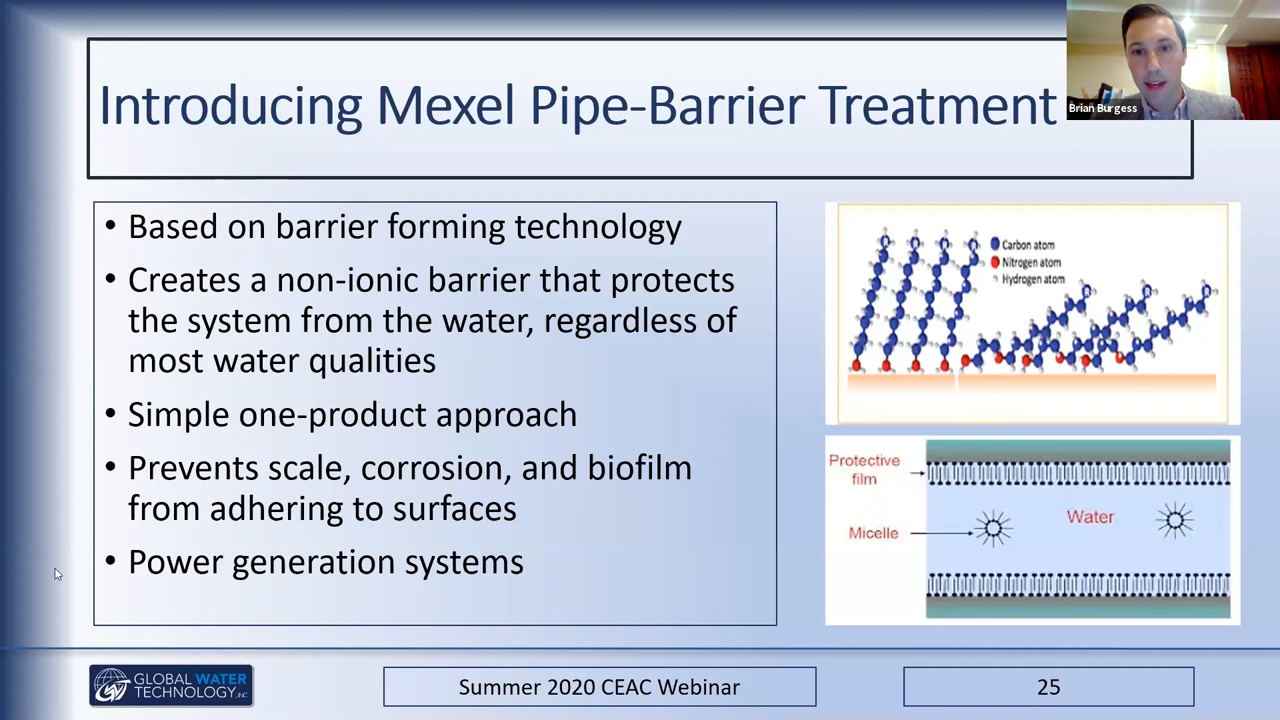 Introducing Mexel Pipe-Barrier Treatment
Brian Burgess
• Based on barrier forming technology
• Creates a non-ionic barrier that protects
the system from the water, regardless of
most water qualities
• Simple one-product approach
• Prevents scale, corrosion, and biofilm
from adhering to surfaces
• Power generation systems
R R R R
Carbon atom
Nitrogen atom
Hydrogen atom
R R R
Protective
film
Micelle
Water
GLOBAL WATER
TECHNOLOGY, INC
Summer 2020 CEAC Webinar
25